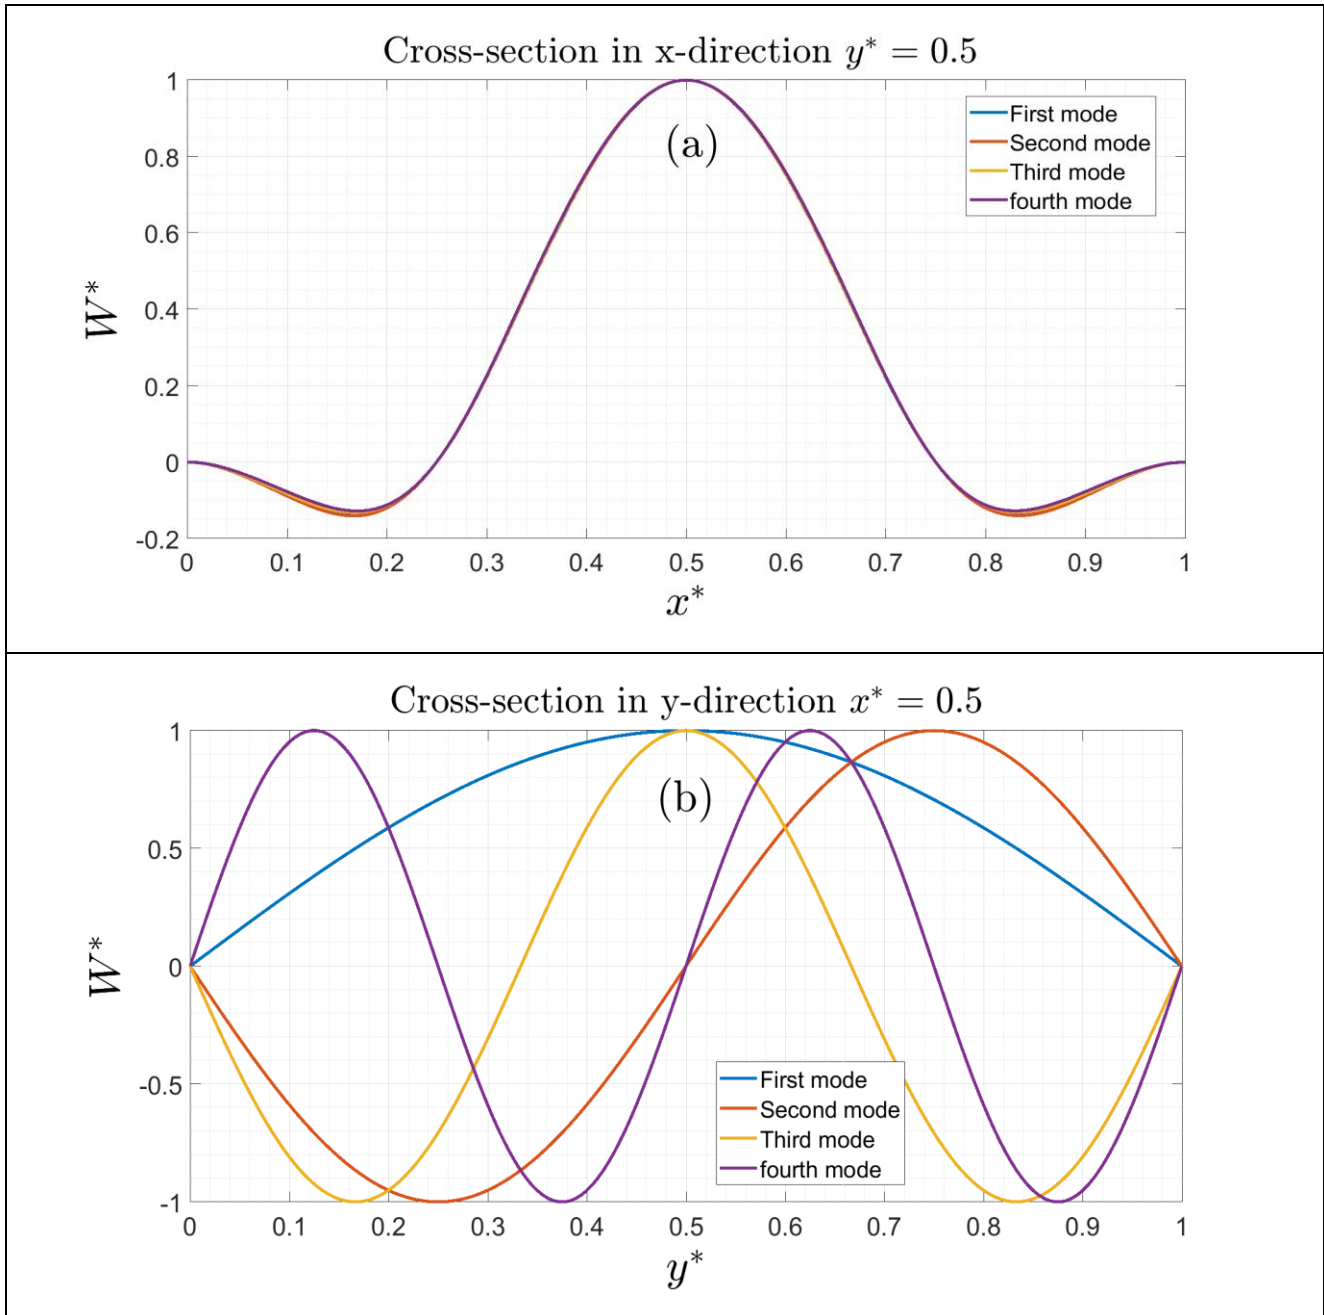 Cross-section in x-direction y* = 0.5
1
0.8
0.6
0.4
0.2
0
-0.2
W*
(a)
First mode
Second mode
Third mode
fourth mode
0 0.1 0.2 0.3 0.4 0.5 0.6 0.7 0.8 0.9 1
x*
Cross-section in y-direction x* = 0.5
1
0.5
0
-0.5
-1
W*
(b)
First mode
Second mode
Third mode
fourth mode
0 0.1 0.2 0.3 0.4 0.5 0.6 0.7 0.8 0.9 1
y*